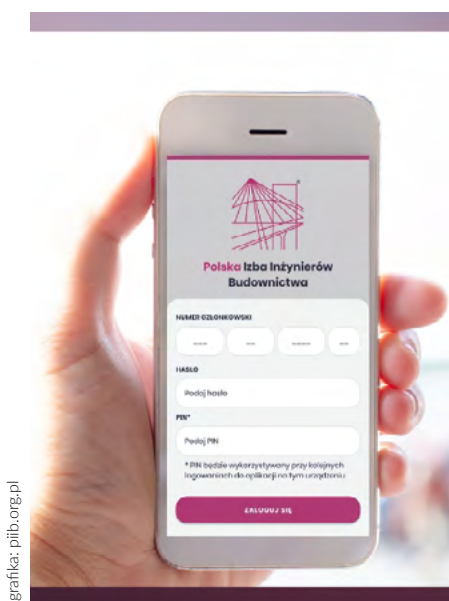 Polska Izba Inżynierów
Budownictwa
NUMER CZŁONKOWSKI
---- --- ---- ---
HASŁO
Podaj hasło
PIN*
Podaj PIN
* PIN będzie wykorzystywany przy kolejnych
logowaniach do aplikacji na tym urządzeniu
ZALOGUJ SIĘ
grafika: piib.org.pl